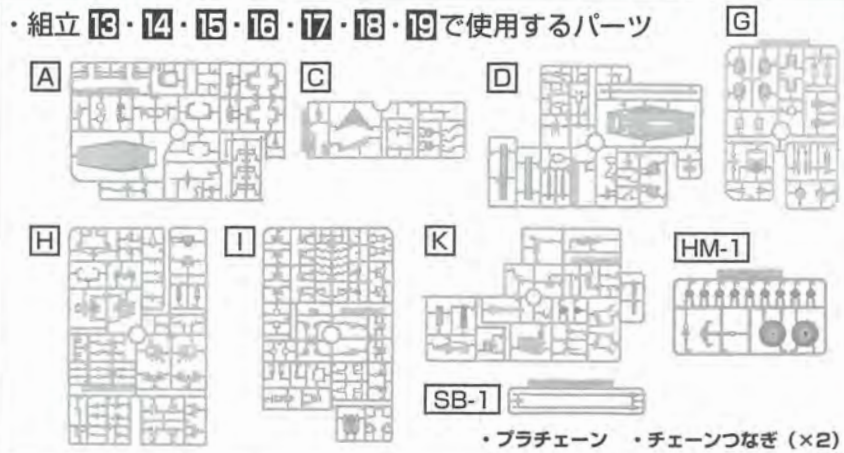 ・組立 13・14・15・16・17・18・19で使用するパーツ
G
A
C
D
H
I
K
HM-1
SB-1
・プラチェーン ・チェーンつなぎ（×2）